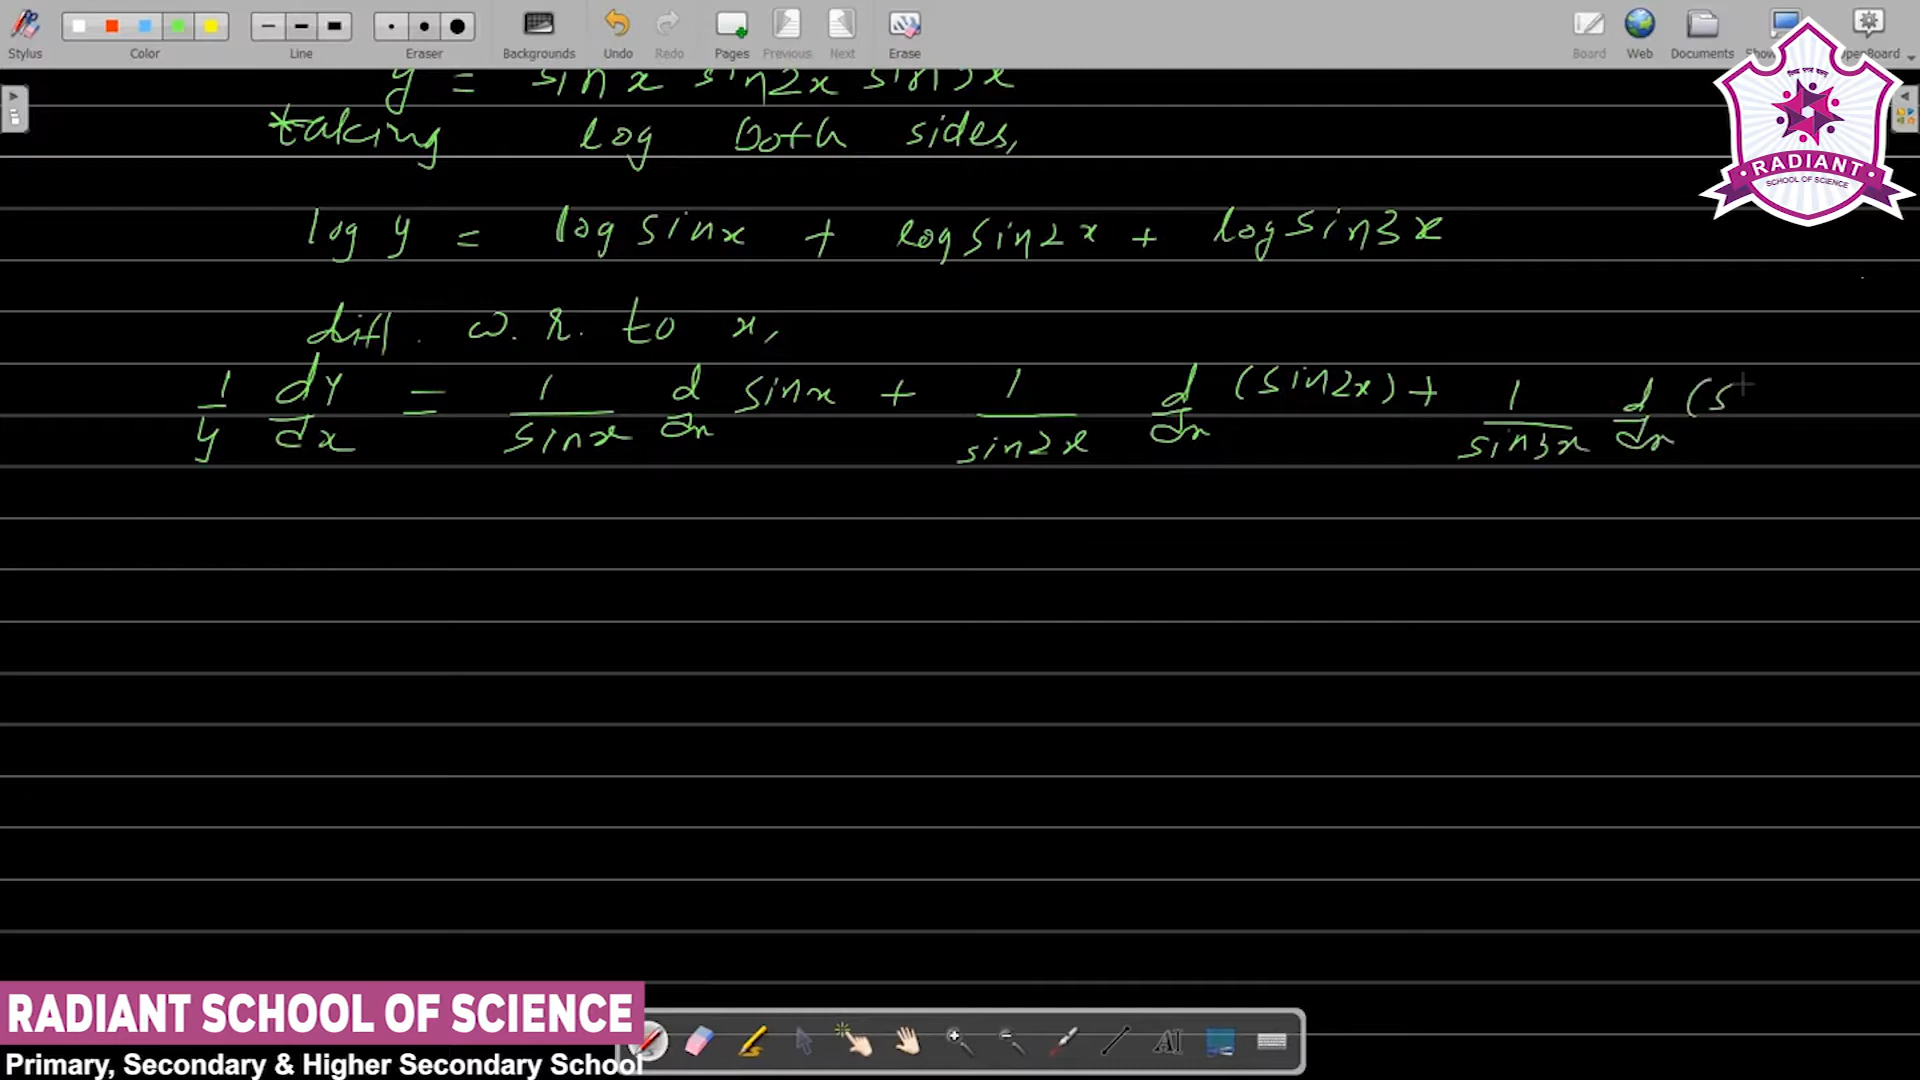 Stylus Color Line Eraser Backgrounds Undo Redo Pages Previous Next Erase Board Web Documents OpenBoard
RADIANT
SCHOOL OF SCIENCE
y = sin x sin2x sin3x
taking log both sides,
log y = log sinx + log sin2x + log sin3x
diff. w.r. to x,
1/y dy/dx = 1/sinx d/dx sinx + 1/sin2x d/dx (sin2x) + 1/sin3x d/dx (s
RADIANT SCHOOL OF SCIENCE
Primary, Secondary & Higher Secondary School